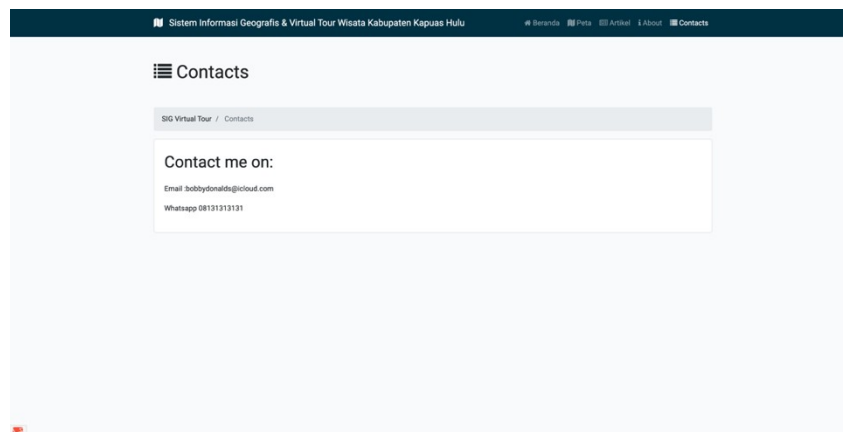 Sistem Informasi Geografis & Virtual Tour Wisata Kabupaten Kapuas Hulu
Beranda Peta Artikel About Contacts
Contacts
SIG Virtual Tour / Contacts
Contact me on:
Email :bobbydonalds@icloud.com
Whatsapp 08131313131